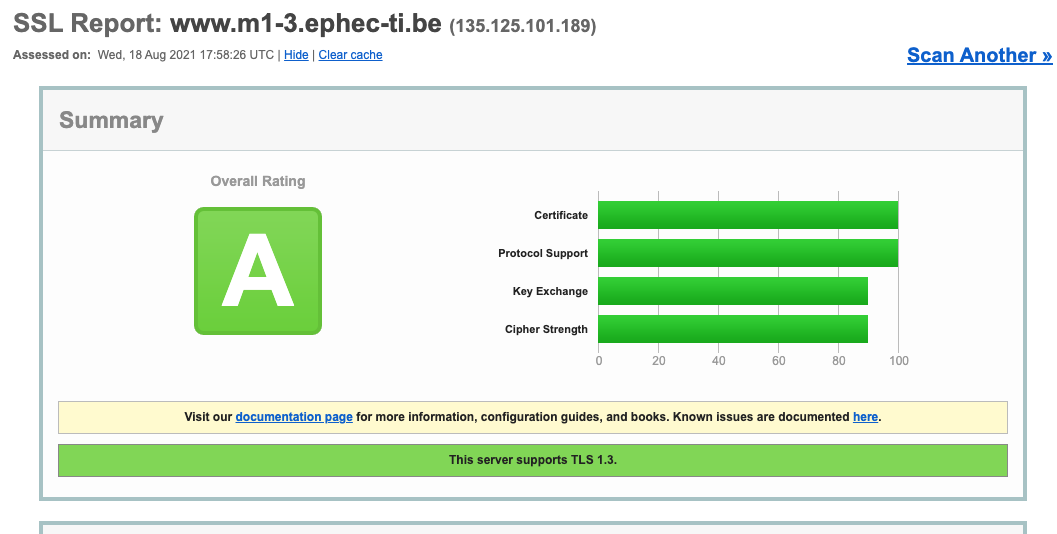 SSL Report: www.m1-3.ephec-ti.be (135.125.101.189)
Assessed on: Wed, 18 Aug 2021 17:58:26 UTC | Hide | Clear cache
Scan Another »
Summary
Overall Rating
A
Certificate
Protocol Support
Key Exchange
Cipher Strength
0 20 40 60 80 100
Visit our documentation page for more information, configuration guides, and books. Known issues are documented here.
This server supports TLS 1.3.